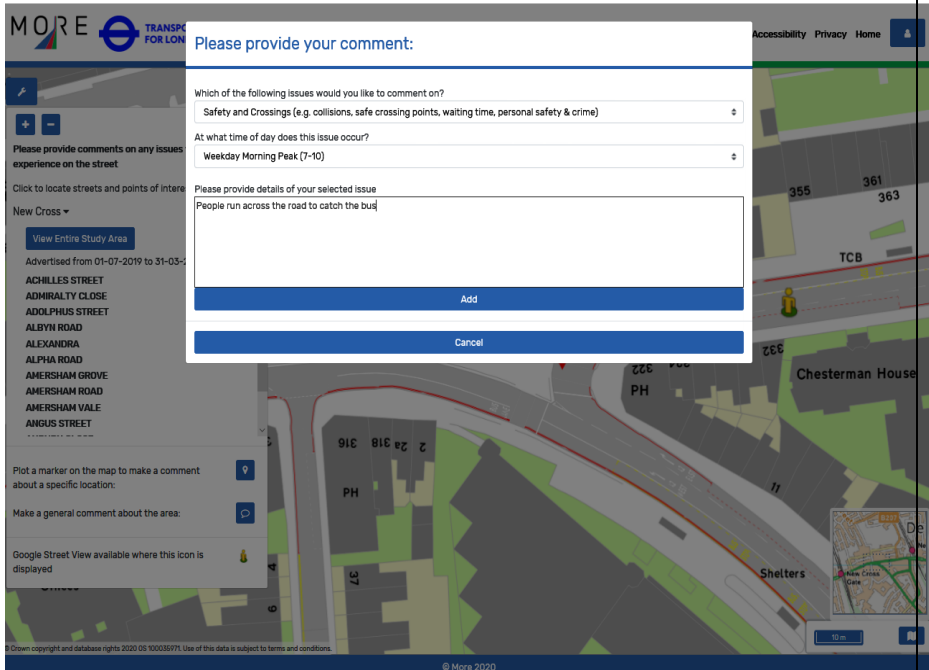 MORE
TRANSPO
FOR LON
Accessibility Privacy Home
Please provide your comment:
Which of the following issues would you like to comment on?
Safety and Crossings (e.g. collisions, safe crossing points, waiting time, personal safety & crime)
At what time of day does this issue occur?
Weekday Morning Peak (7-10)
Please provide details of your selected issue
People run across the road to catch the bus
Add
Cancel
Please provide comments on any issues
experience on the street
Click to locate streets and points of intere
New Cross
View Entire Study Area
Advertised from 01-07-2019 to 31-03-2
ACHILLES STREET
ADMIRALTY CLOSE
ADOLPHUS STREET
ALBYN ROAD
ALEXANDRA
ALPHA ROAD
AMERSHAM GROVE
AMERSHAM ROAD
AMERSHAM VALE
ANGUS STREET
Plot a marker on the map to make a comment
about a specific location:
Make a general comment about the area:
Google Street View available where this icon is
displayed
355
361
363
TCB
332
Chesterman House
322
PH
316
318 2a 2
PH
37
11
6
Shelters
De
New Cross
Gate
10 m
© Crown copyright and database rights 2020 OS 100035971. Use of this data is subject to terms and conditions.
© More 2020